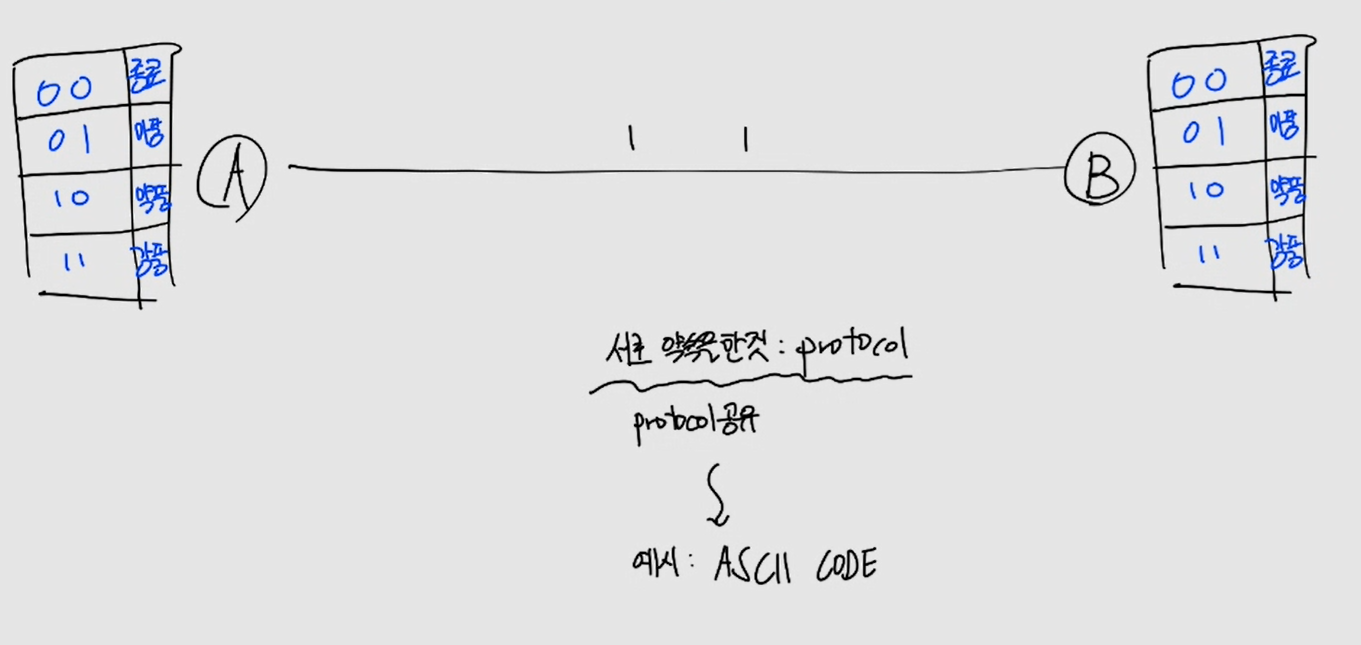 00 종료
01 미풍
10 약풍
11 강풍
A
1 1
B
00 종료
01 미풍
10 약풍
11 강풍
서로 약속한것 : protocol
protocol공유
예시 : ASCII CODE